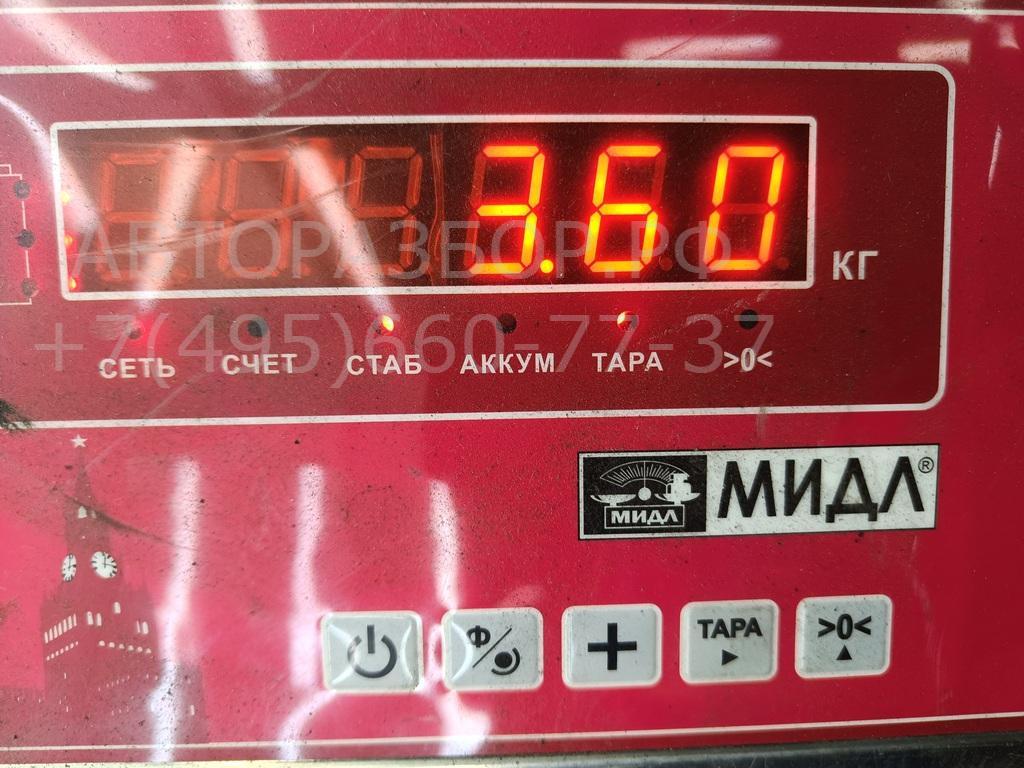 3.60
КГ
АВТОРАЗБОР.РФ
+7(495)660-77-37
СЕТЬ СЧЕТ СТАБ АККУМ ТАРА >0<
МИДЛ МИДЛ®
Ф
+
ТАРА
>0<